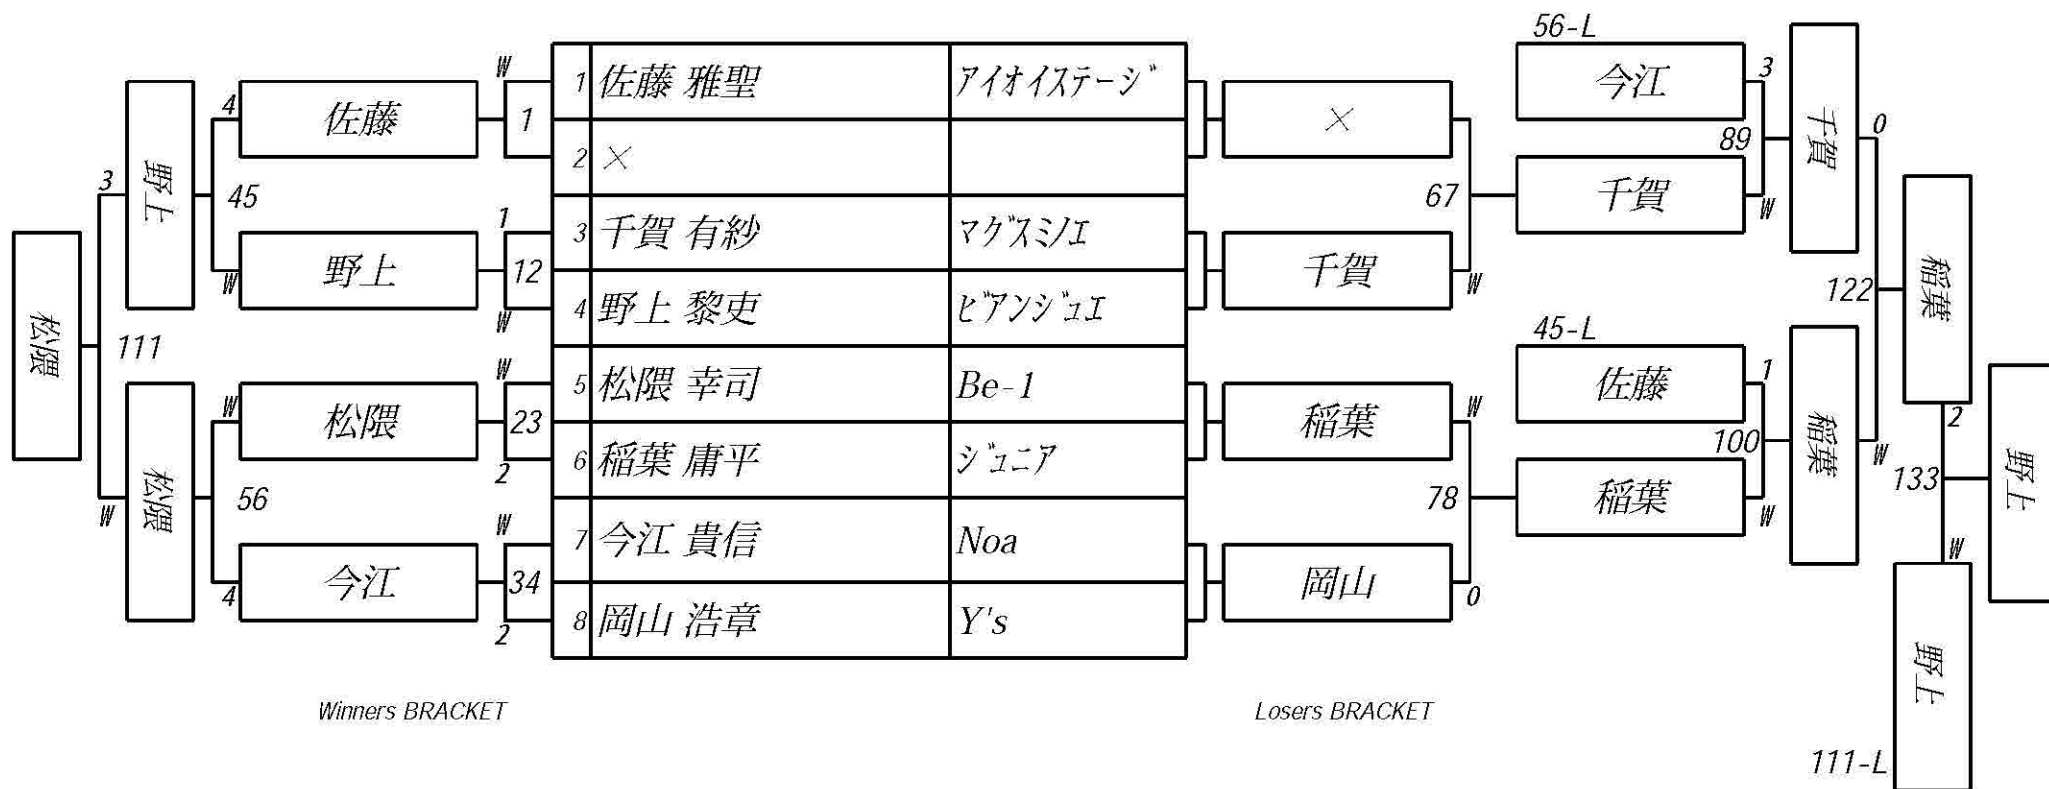 56-L
W
1 佐藤 雅聖 アイオイステージ
4 佐藤 1
2 ×
×
今江 3
千賀 0
89
野上 45
3
1
3 千賀 有紗 マグスミノエ
67
千賀 W
W 野上 12
千賀 W
W
4 野上 黎吏 ビアンジュエ
122
稲葉
松隈 111
W
5 松隈 幸司 Be-1
稲葉 W
45-L
佐藤 1
W 松隈 23
2
6 稲葉 庸平 ジュニア
100
稲葉 W
2
松隈 56
W
W
7 今江 貴信 Noa
78
稲葉 W
133
野上
4 今江 34
2
8 岡山 浩章 Y's
岡山 0
W
野上
111-L
Winners BRACKET
Losers BRACKET